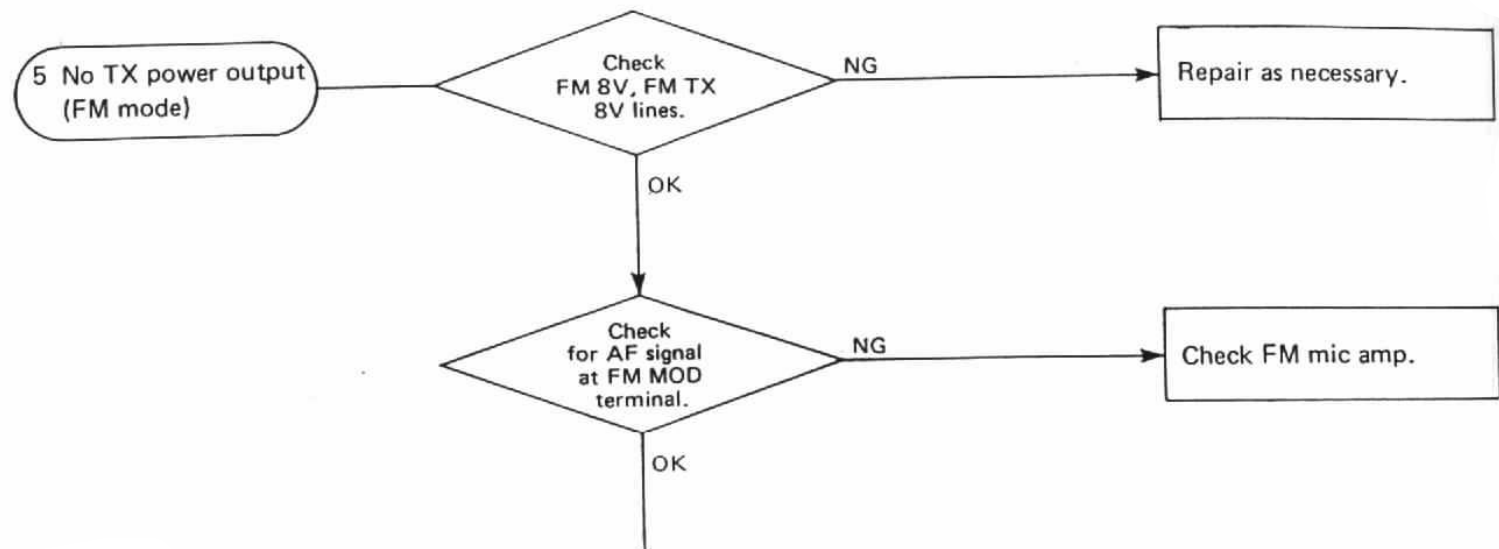 5 No TX power output
(FM mode)
Check
FM 8V, FM TX
8V lines.
NG
Repair as necessary.
OK
Check
for AF signal
at FM MOD
terminal.
NG
Check FM mic amp.
OK